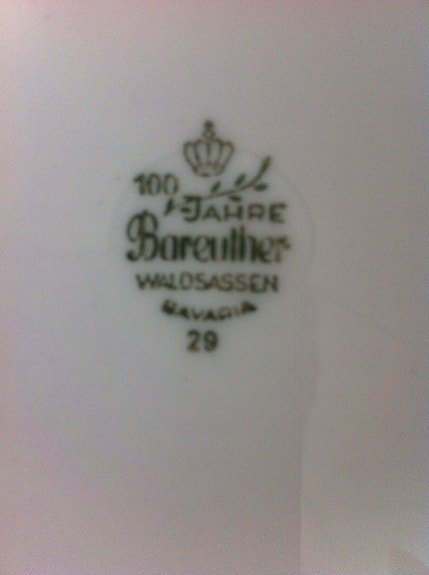 100
JAHRE
Bareuther
WALDSASSEN
BAVARIA
29